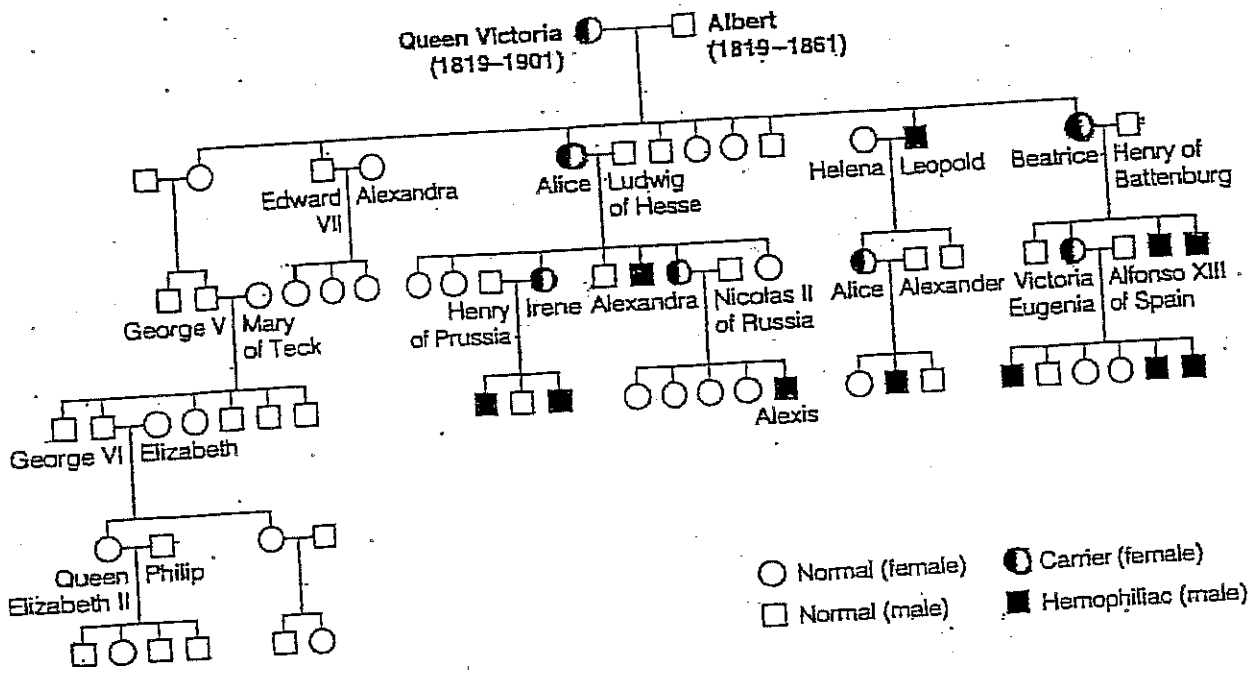 Queen Victoria
(1819–1901)
Albert
(1819–1861)
Edward
VII
Alexandra
Alice
Ludwig
of Hesse
Helena
Leopold
Beatrice
Henry of
Battenburg
George V
Mary
of Teck
Henry
of Prussia
Irene
Alexandra
Nicolas II
of Russia
Alice
Alexander
Victoria
Eugenia
Alfonso XIII
of Spain
Alexis
George VI
Elizabeth
Queen
Elizabeth II
Philip
Normal (female)
Carrier (female)
Normal (male)
Hemophiliac (male)